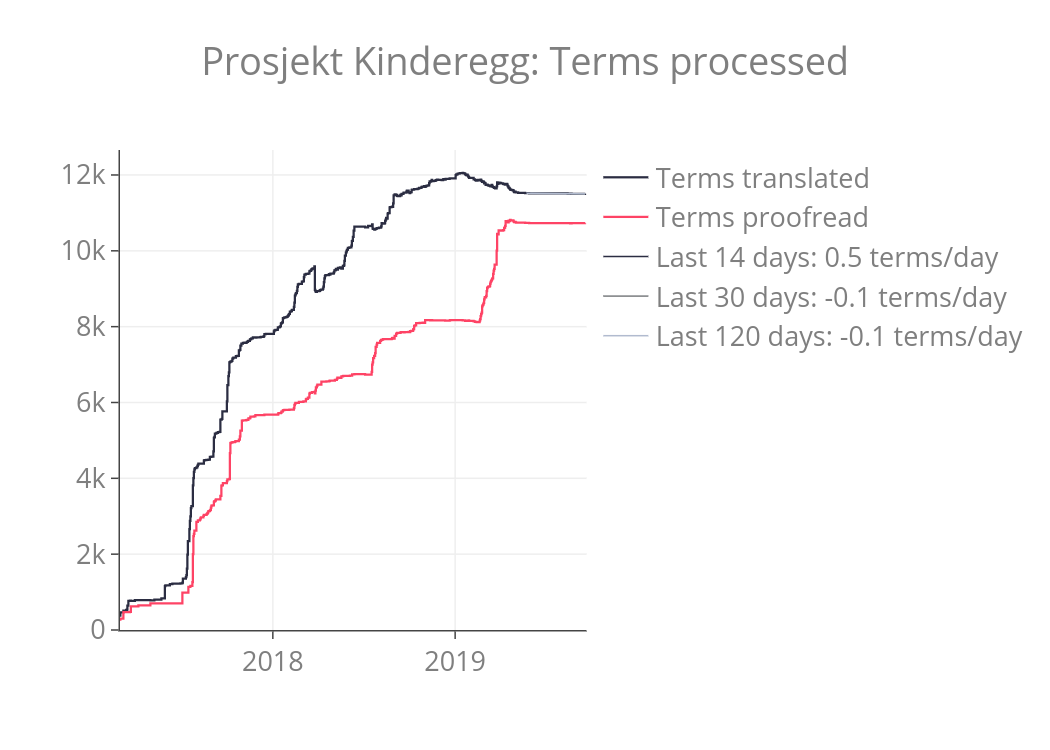 Prosjekt Kinderegg: Terms processed
12k
10k
8k
6k
4k
2k
0
2018
2019
Terms translated
Terms proofread
Last 14 days: 0.5 terms/day
Last 30 days: -0.1 terms/day
Last 120 days: -0.1 terms/day